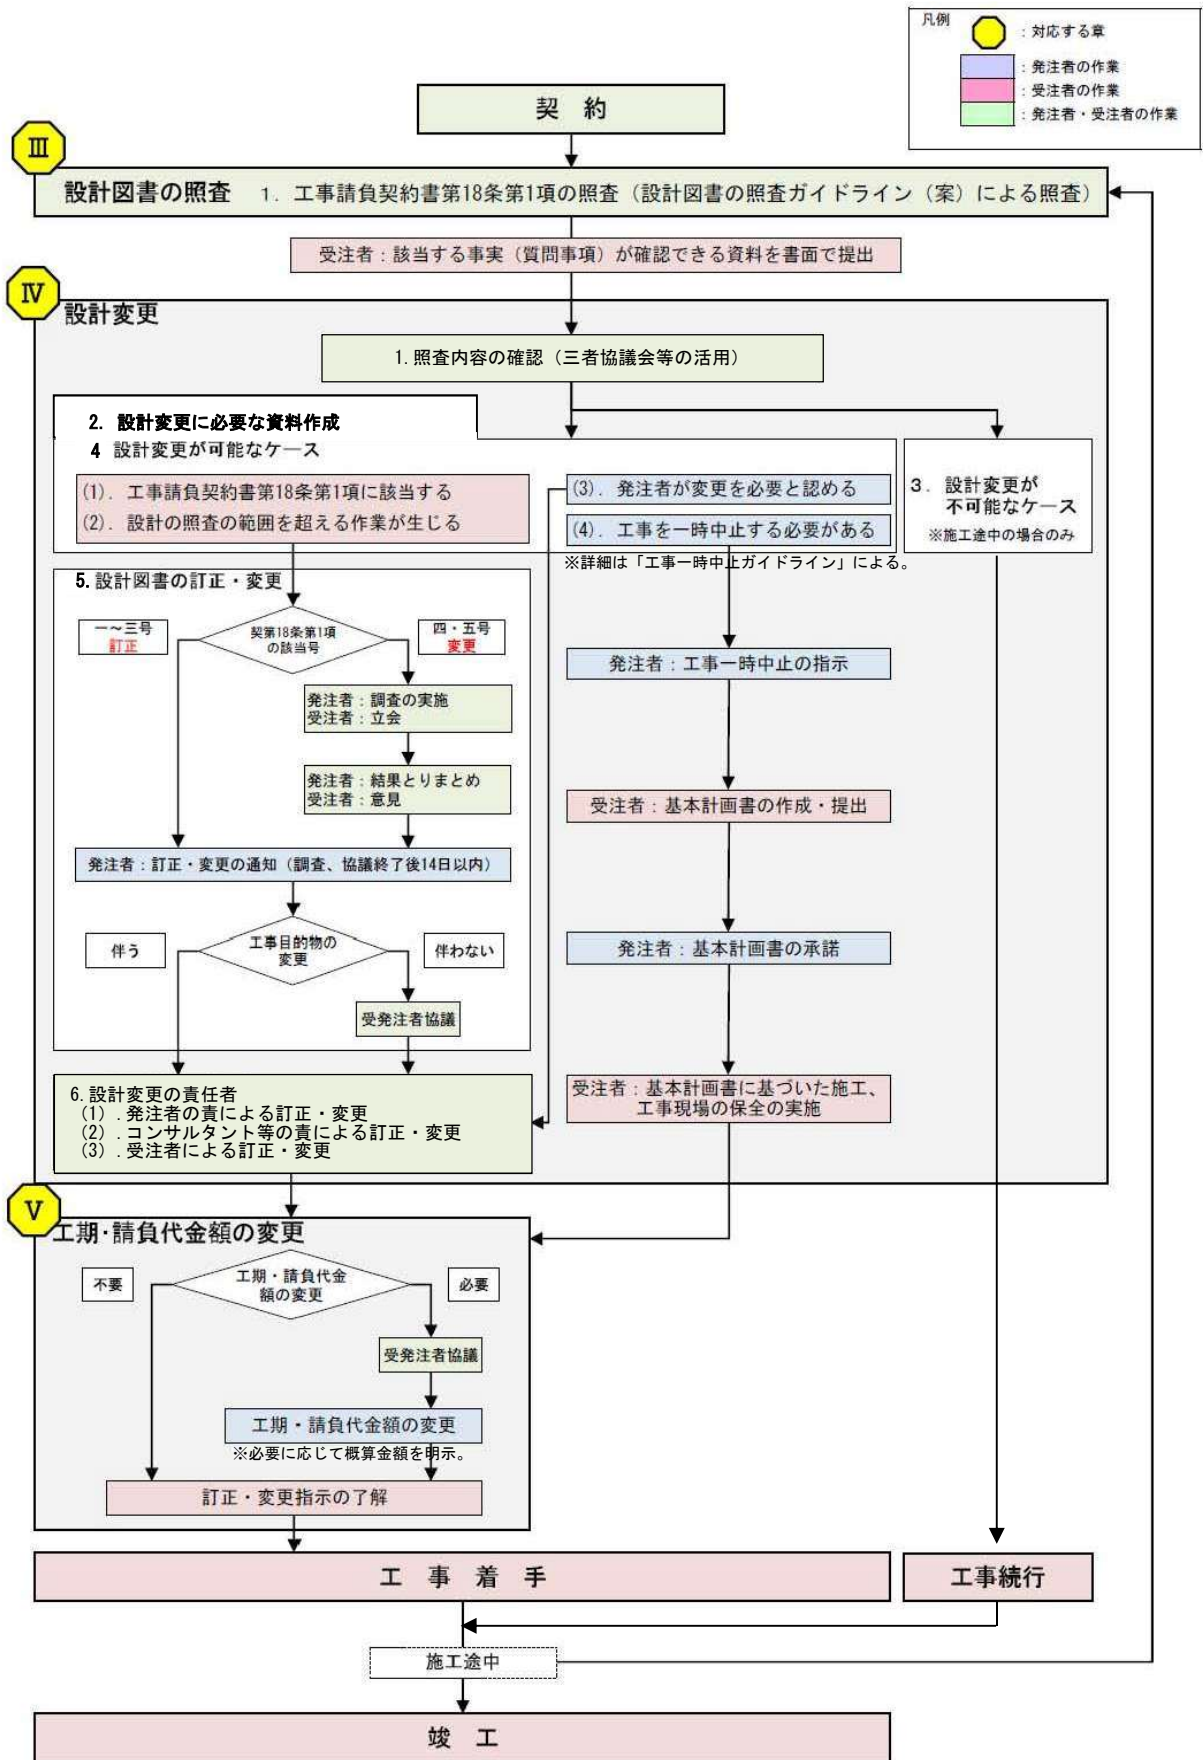 凡例
：対応する章
：発注者の作業
：受注者の作業
：発注者・受注者の作業
契　約
Ⅲ
設計図書の照査　1．工事請負契約書第18条第1項の照査（設計図書の照査ガイドライン（案）による照査）
受注者：該当する事実（質問事項）が確認できる資料を書面で提出
Ⅳ
設計変更
1.照査内容の確認（三者協議会等の活用）
2. 設計変更に必要な資料作成
4 設計変更が可能なケース
(1)．工事請負契約書第18条第1項に該当する
(2)．設計の照査の範囲を超える作業が生じる
(3)．発注者が変更を必要と認める
(4)．工事を一時中止する必要がある
※詳細は「工事一時中止ガイドライン」による。
3．設計変更が
不可能なケース
※施工途中の場合のみ
5.設計図書の訂正・変更
一～三号
訂正
契第18条第1項
の該当号
四・五号
変更
発注者：調査の実施
受注者：立会
発注者：結果とりまとめ
受注者：意見
発注者：訂正・変更の通知（調査、協議終了後14日以内）
伴う
工事目的物の
変更
伴わない
受発注者協議
発注者：工事一時中止の指示
受注者：基本計画書の作成・提出
発注者：基本計画書の承諾
受注者：基本計画書に基づいた施工、
工事現場の保全の実施
6.設計変更の責任者
（1）.発注者の責による訂正・変更
（2）.コンサルタント等の責による訂正・変更
（3）.受注者による訂正・変更
Ⅴ
工期･請負代金額の変更
不要
工期・請負代金
額の変更
必要
受発注者協議
工期・請負代金額の変更
※必要に応じて概算金額を明示。
訂正・変更指示の了解
工　事　着　手
工事続行
施工途中
竣　工